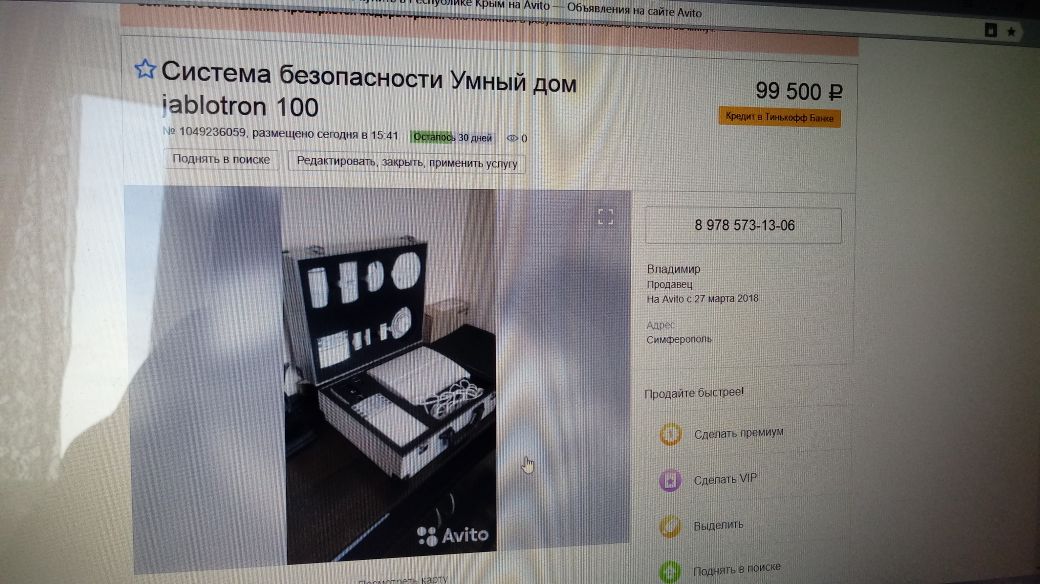 Республике Крым на Avito — Объявления на сайте Avito
Система безопасности Умный дом
jablotron 100
99 500 ₽
Кредит в Тинькофф Банке
№ 1049236059, размещено сегодня в 15:41 Осталось 30 дней 0
Поднять в поиске Редактировать, закрыть, применить услугу
8 978 573-13-06
Владимир
Продавец
На Avito с 27 марта 2018
Адрес
Симферополь
Продайте быстрее!
Сделать премиум
Сделать VIP
Выделить
Поднять в поиске
Avito
Посмотреть карту